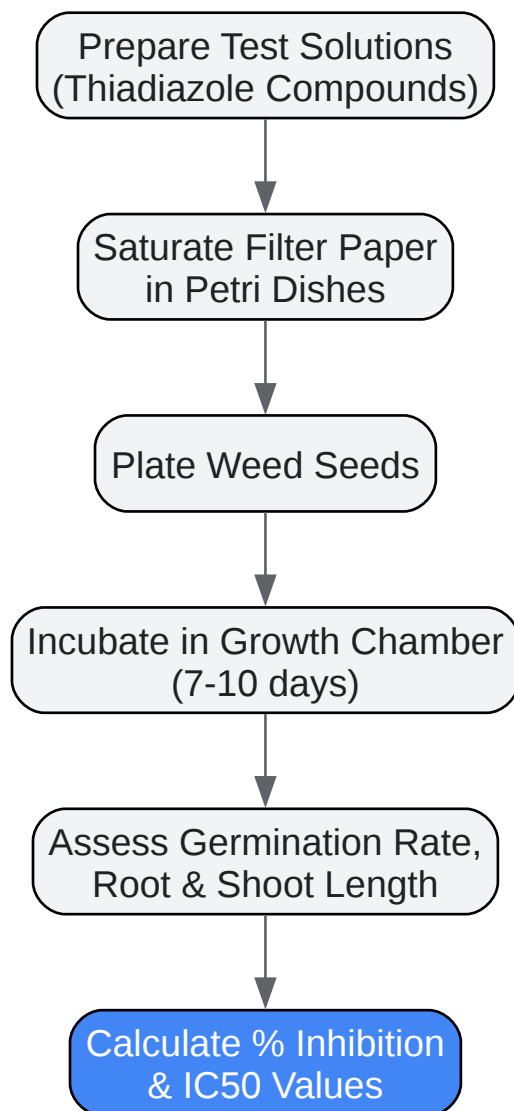 Prepare Test Solutions
(Thiadiazole Compounds)
Saturate Filter Paper
in Petri Dishes
Plate Weed Seeds
Incubate in Growth Chamber
(7-10 days)
Assess Germination Rate,
Root & Shoot Length
Calculate % Inhibition
& IC50 Values